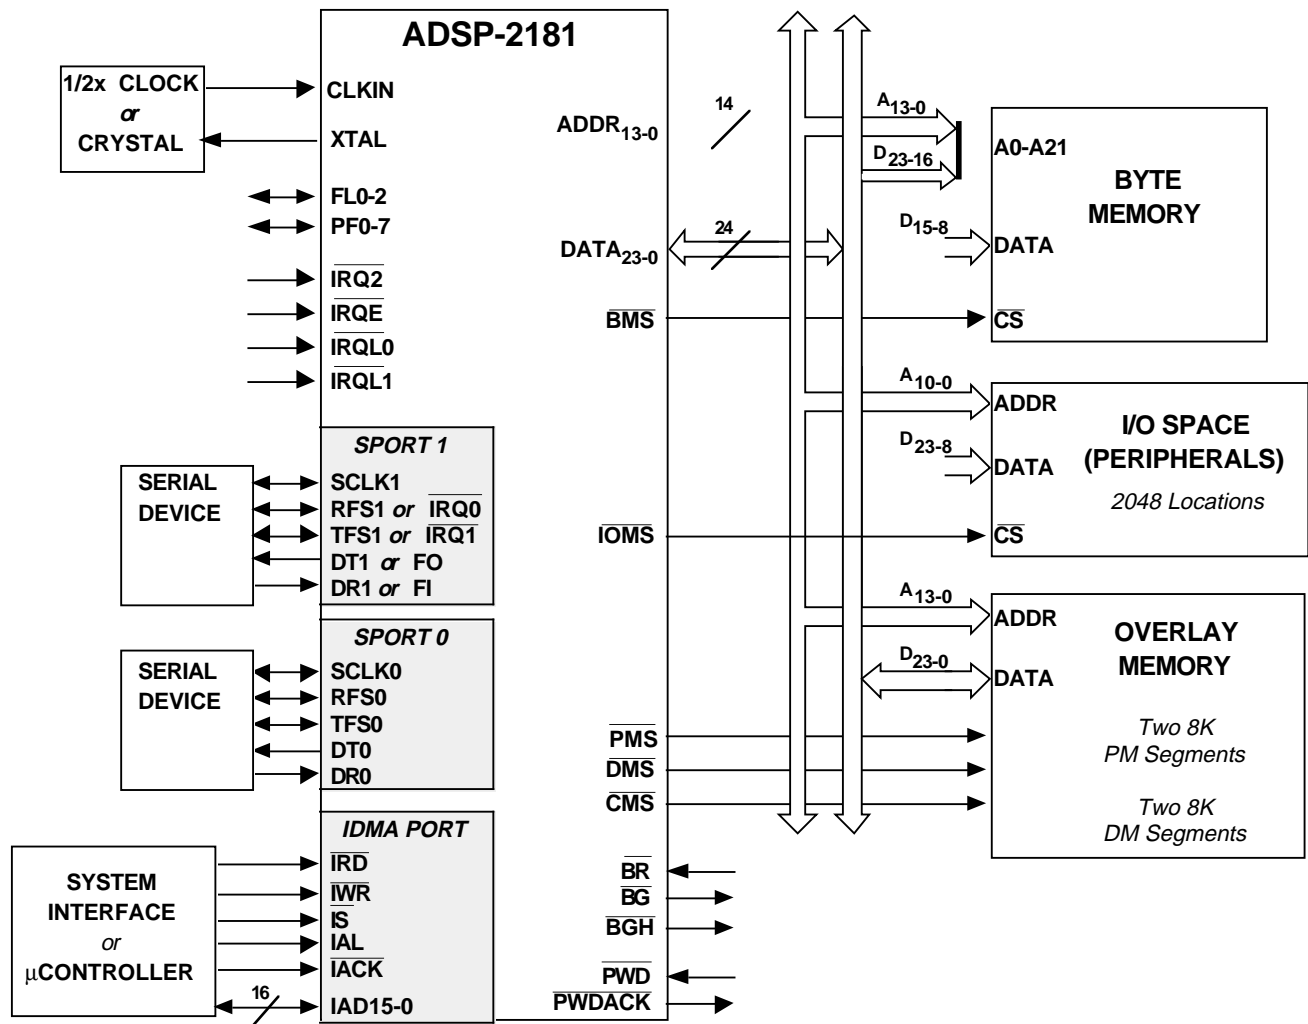 ADSP-2181
1/2x CLOCK
or
CRYSTAL
CLKIN
XTAL
FL0-2
PF0-7
IRQ2
IRQE
IRQL0
IRQL1
SPORT 1
SERIAL
DEVICE
SCLK1
RFS1 or IRQ0
TFS1 or IRQ1
DT1 or FO
DR1 or FI
SPORT 0
SERIAL
DEVICE
SCLK0
RFS0
TFS0
DT0
DR0
IDMA PORT
SYSTEM
INTERFACE
or
µCONTROLLER
IRD
IWR
IS
IAL
IACK
16
IAD15-0
ADDR13-0
14
DATA23-0
24
BMS
IOMS
PMS
DMS
CMS
BR
BG
BGH
PWD
PWDACK
A13-0
D23-16
A0-A21
BYTE
MEMORY
D15-8
DATA
CS
A10-0
ADDR
I/O SPACE
(PERIPHERALS)
2048 Locations
D23-8
DATA
CS
A13-0
ADDR
OVERLAY
MEMORY
D23-0
DATA
Two 8K
PM Segments
Two 8K
DM Segments